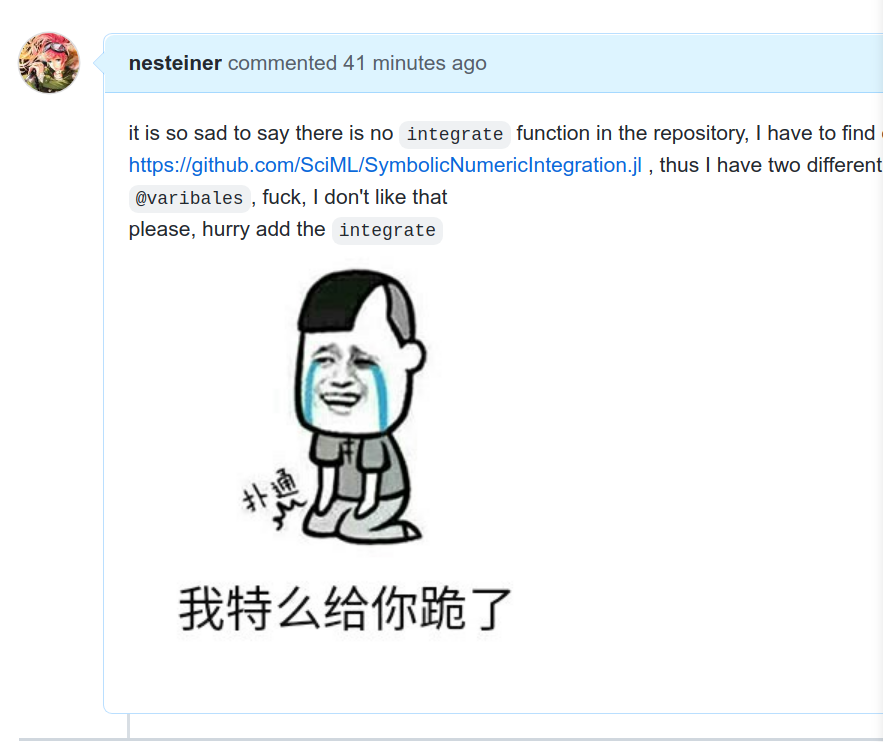 nesteiner commented 41 minutes ago
it is so sad to say there is no integrate function in the repository, I have to find
https://github.com/SciML/SymbolicNumericIntegration.jl , thus I have two different
@varibales, fuck, I don't like that
please, hurry add the integrate
扑通
我特么给你跪了